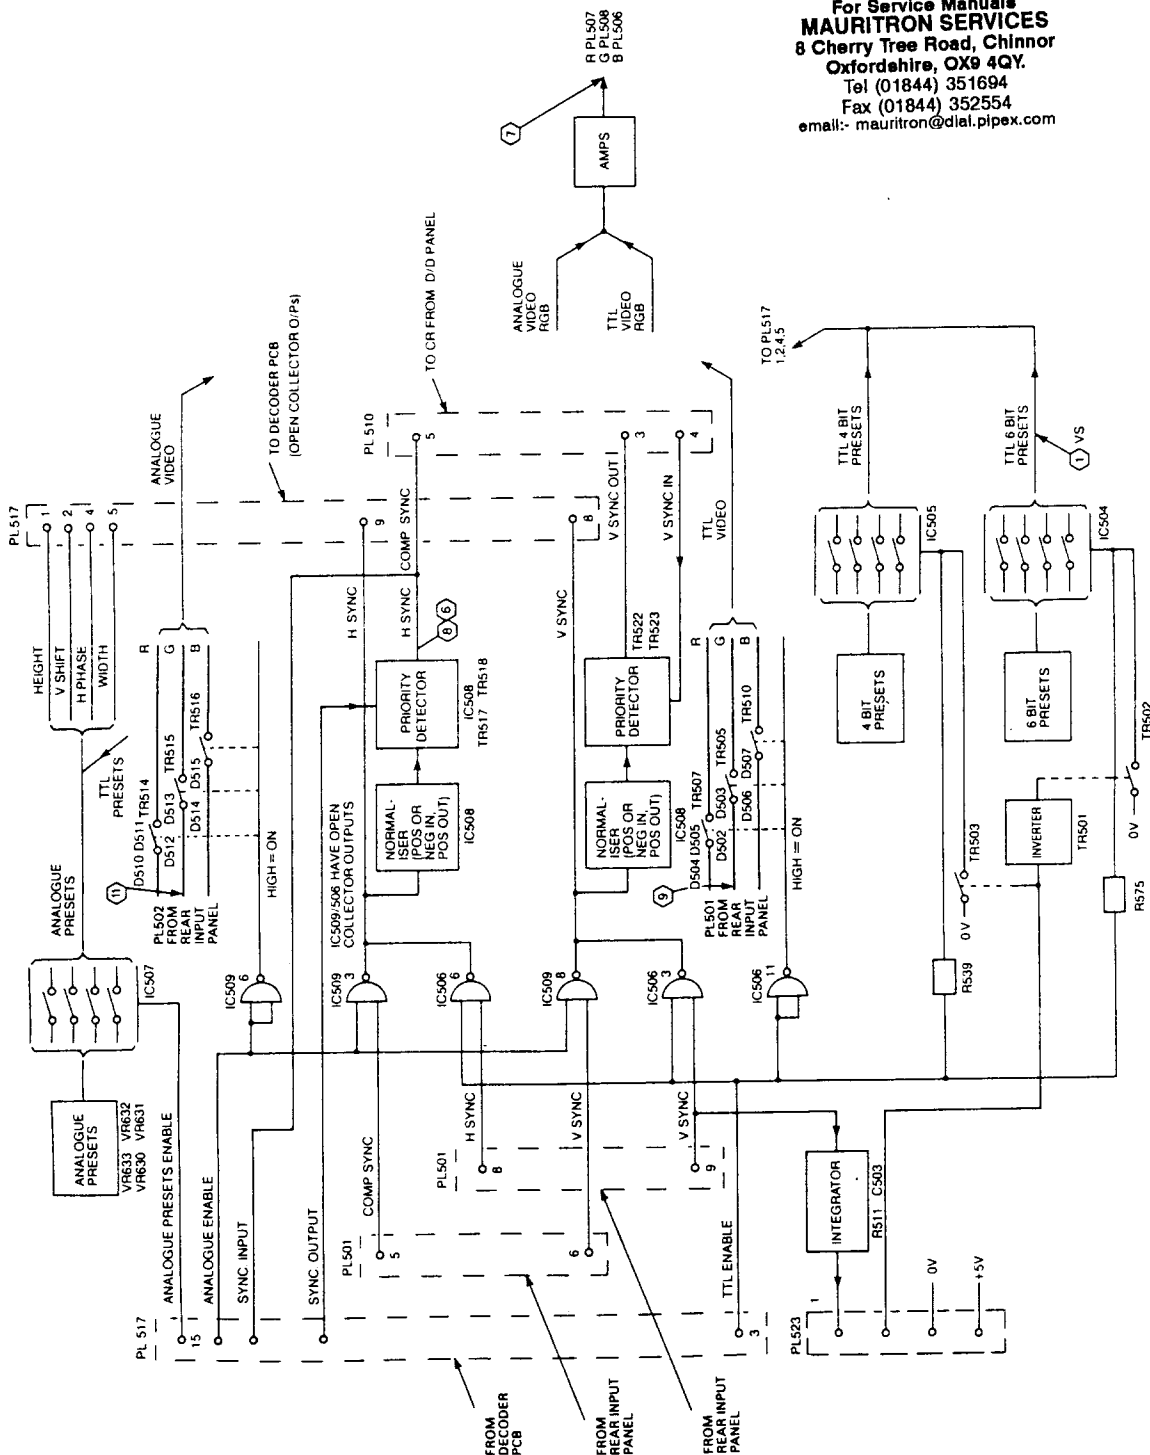 For Service Manuals
MAURITRON SERVICES
8 Cherry Tree Road, Chinnor
Oxfordshire, OX9 4QY.
Tel (01844) 351694
Fax (01844) 352554
email:- mauritron@dial.pipex.com
R PL507
G PL508
B PL506
7
AMPS
ANALOGUE
VIDEO
RGB
TTL
VIDEO
RGB
PL517
1
2
4
5
9
8
HEIGHT
V SHIFT
H PHASE
WIDTH
ANALOGUE
VIDEO
TO DECODER PCB
(OPEN COLLECTOR O/Ps)
TO CR FROM D/D PANEL
PL 510
5
3
4
COMP SYNC
V SYNC OUT
V SYNC IN
TTL
VIDEO
TO PL517
1,2,4,5
TTL 4 BIT
PRESETS
TTL 6 BIT
PRESETS
1 VS
ANALOGUE
PRESETS
TTL
PRESETS
R
G
B
D510 D511 TR514
D512 D513 TR515
D514 D515 TR516
11
PL502
FROM
REAR
INPUT
PANEL
HIGH = ON
H SYNC
H SYNC
8
6
PRIORITY
DETECTOR
IC508
TR517 TR518
NORMAL-
ISER
(POS OR
NEG IN,
POS OUT)
IC508
IC509/506 HAVE OPEN
COLLECTOR OUTPUTS
V SYNC
PRIORITY
DETECTOR
TR522
TR523
NORMAL-
ISER
(POS OR
NEG IN,
POS OUT)
IC508
R
G
B
D504 D505 TR507
D502 D503 TR505
D506 D507 TR510
9
PL501
FROM
REAR
INPUT
PANEL
HIGH = ON
IC505
4 BIT
PRESETS
IC504
6 BIT
PRESETS
TR503
0V
R539
INVERTER
TR501
TR502
0V
R575
IC507
ANALOGUE
PRESETS
VR633 VR632
VR630 VR631
IC509 6
IC509 3
IC506 6
IC509 8
IC506 3
IC506 11
ANALOGUE PRESETS ENABLE
ANALOGUE ENABLE
SYNC INPUT
SYNC OUTPUT
COMP SYNC
H SYNC
V SYNC
V SYNC
TTL ENABLE
PL501
8
9
PL501
5
6
PL 517
15
3
INTEGRATOR
R511 C503
PL523
1
0V
+5V
FROM
DECODER
PCB
FROM
REAR INPUT
PANEL
FROM
REAR INPUT
PANEL